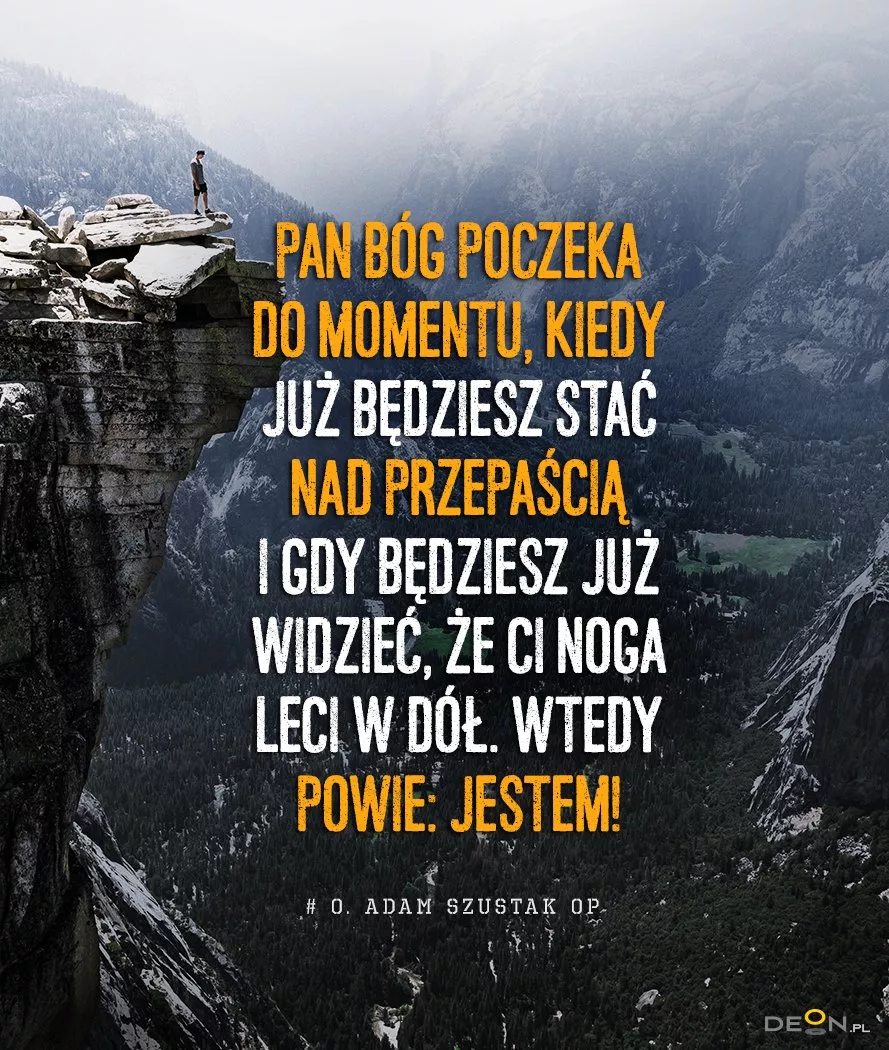 PAN BÓG POCZEKA
DO MOMENTU, KIEDY
JUŻ BĘDZIESZ STAĆ
NAD PRZEPAŚCIĄ
I GDY BĘDZIESZ JUŻ
WIDZIEĆ, ŻE CI NOGA
LECI W DÓŁ. WTEDY
POWIE: JESTEM!
# O. ADAM SZUSTAK OP
DEON.PL